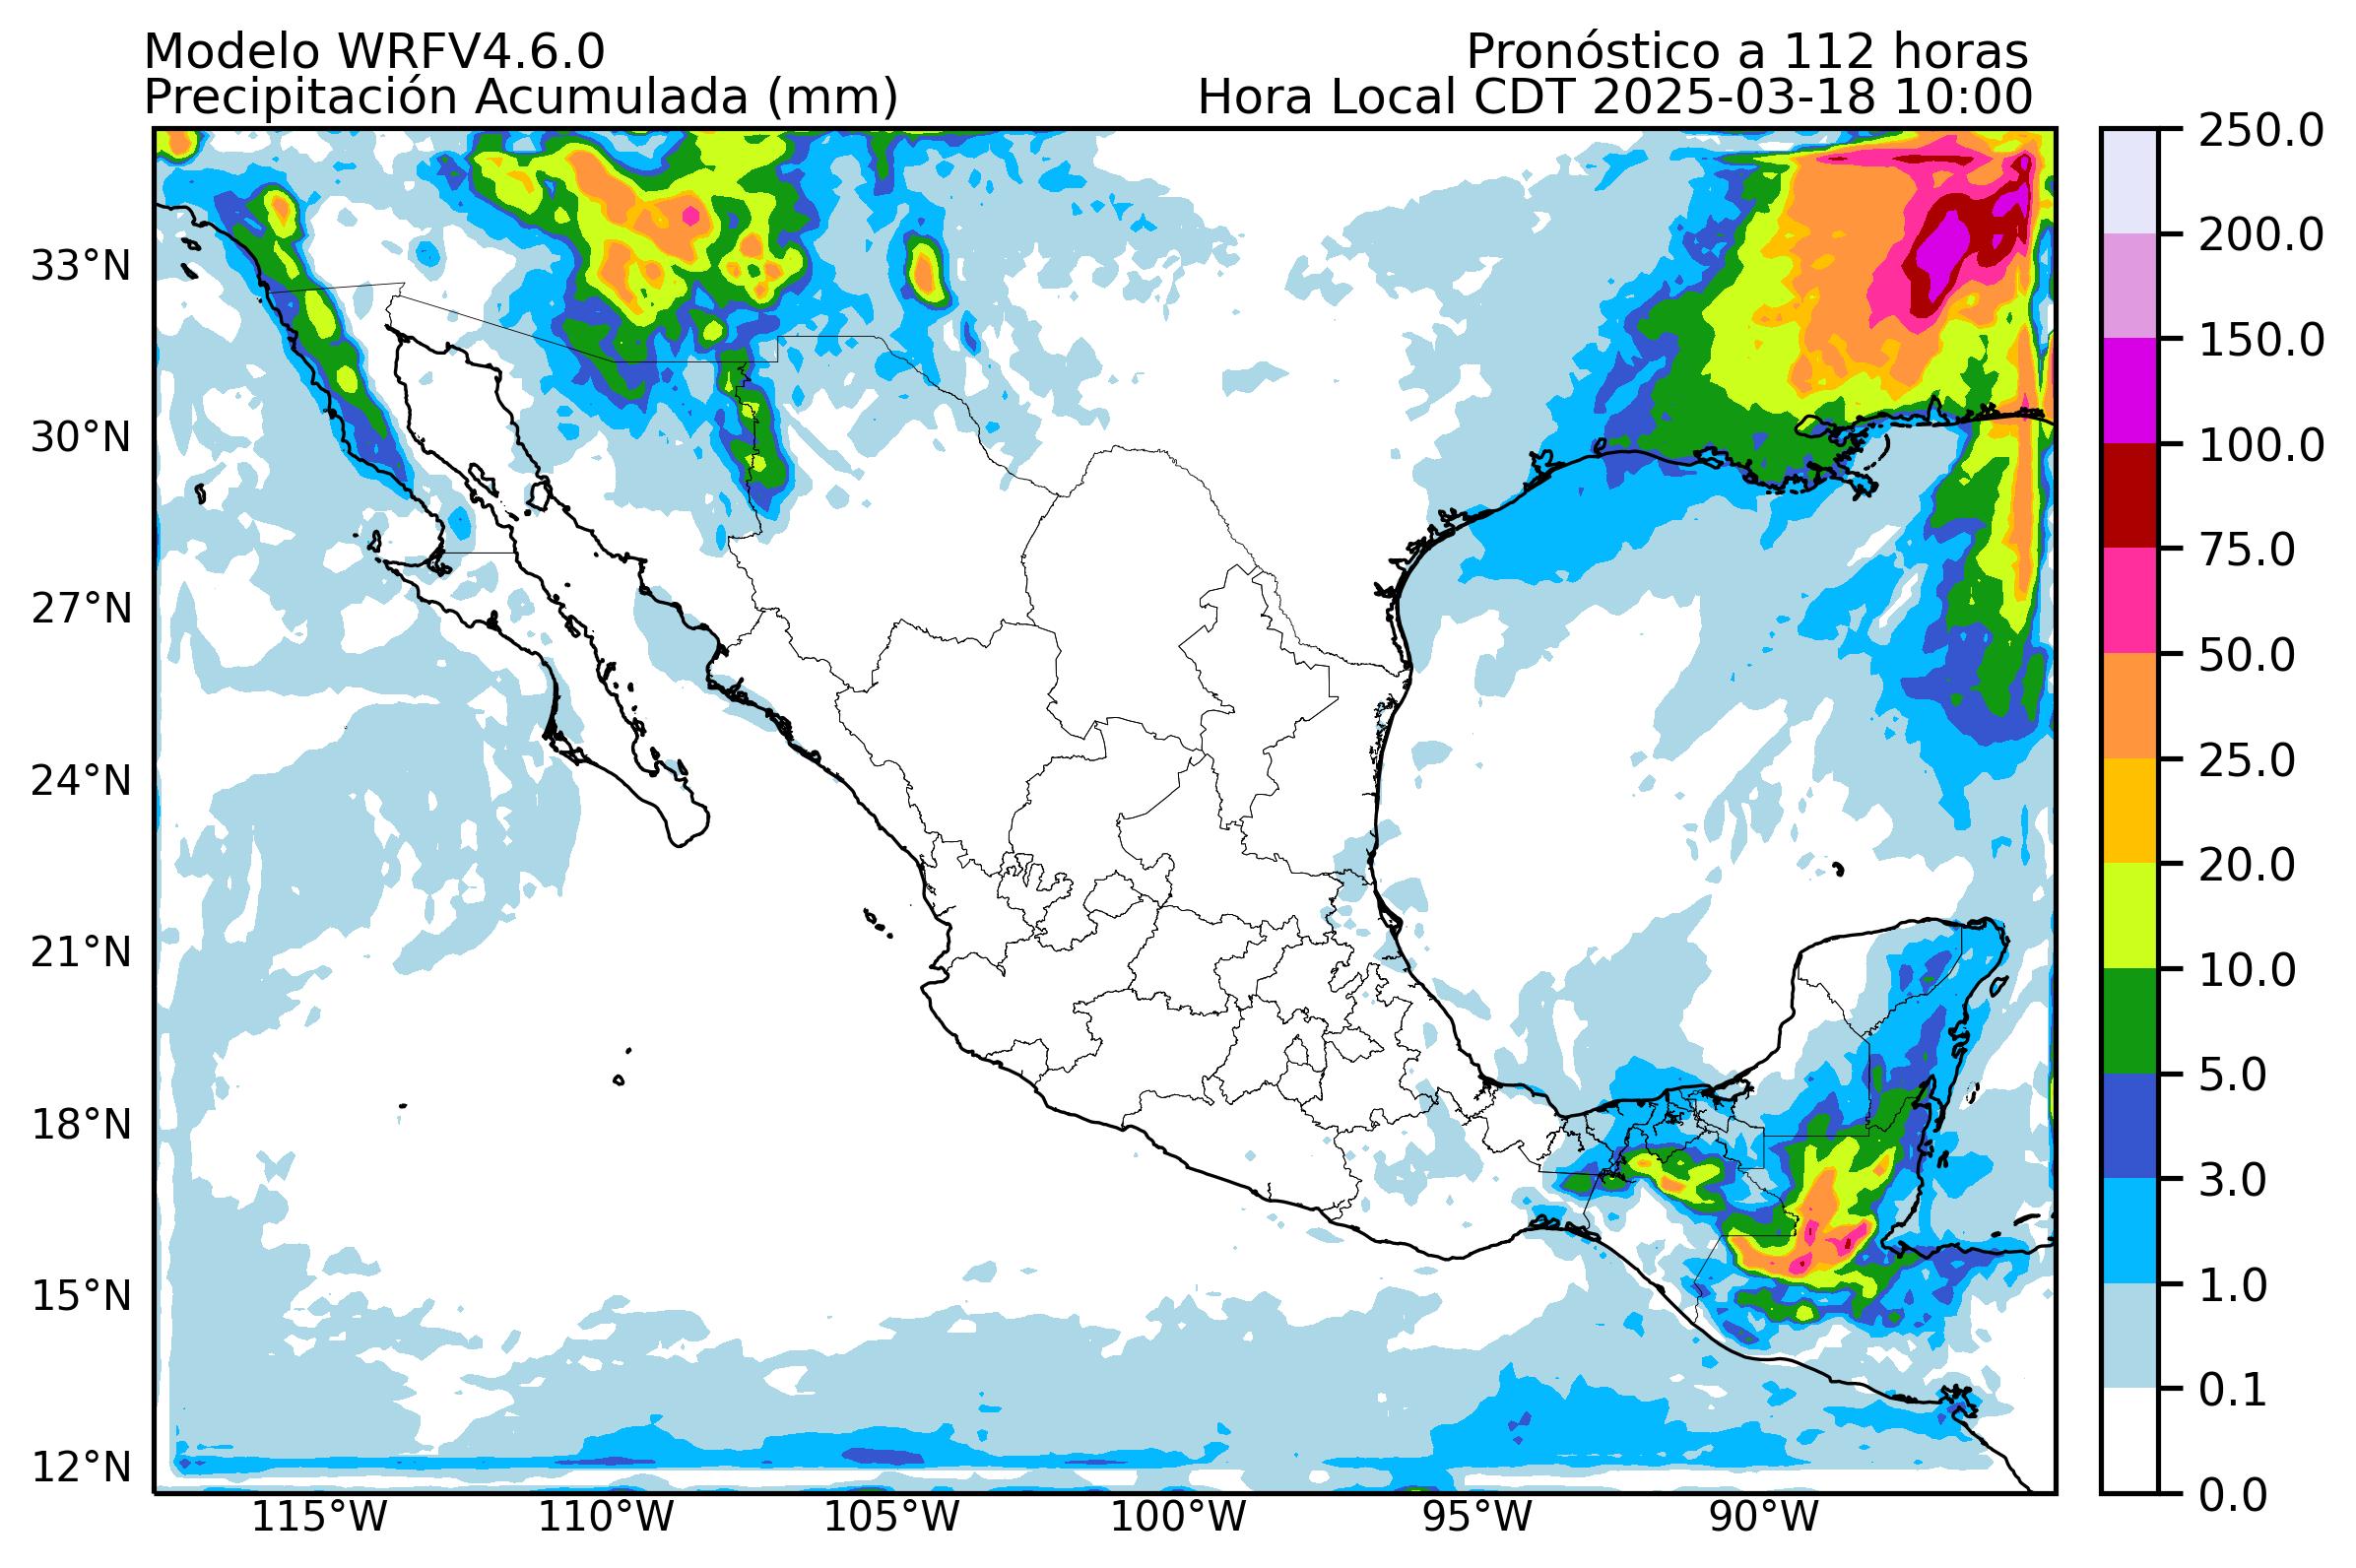 Modelo WRFV4.6.0
Pronóstico a 112 horas
Precipitación Acumulada (mm)
Hora Local CDT 2025-03-18 10:00
250.0
200.0
150.0
100.0
75.0
50.0
25.0
20.0
10.0
5.0
3.0
1.0
0.1
0.0
33°N
30°N
27°N
24°N
21°N
18°N
15°N
12°N
115°W
110°W
105°W
100°W
95°W
90°W